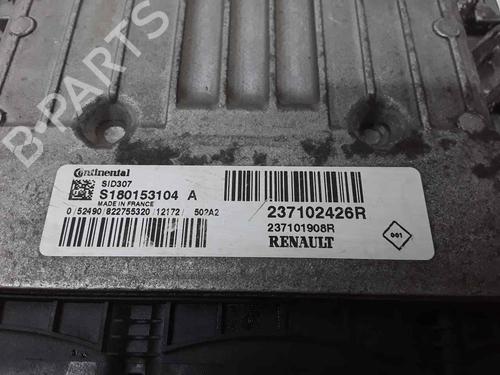 B-PARTS
Continental
SID307
S180153104 A
MADE IN FRANCE
0/52490/822755320/12172/ 502A2
237102426R
237101908R
RENAULT
001